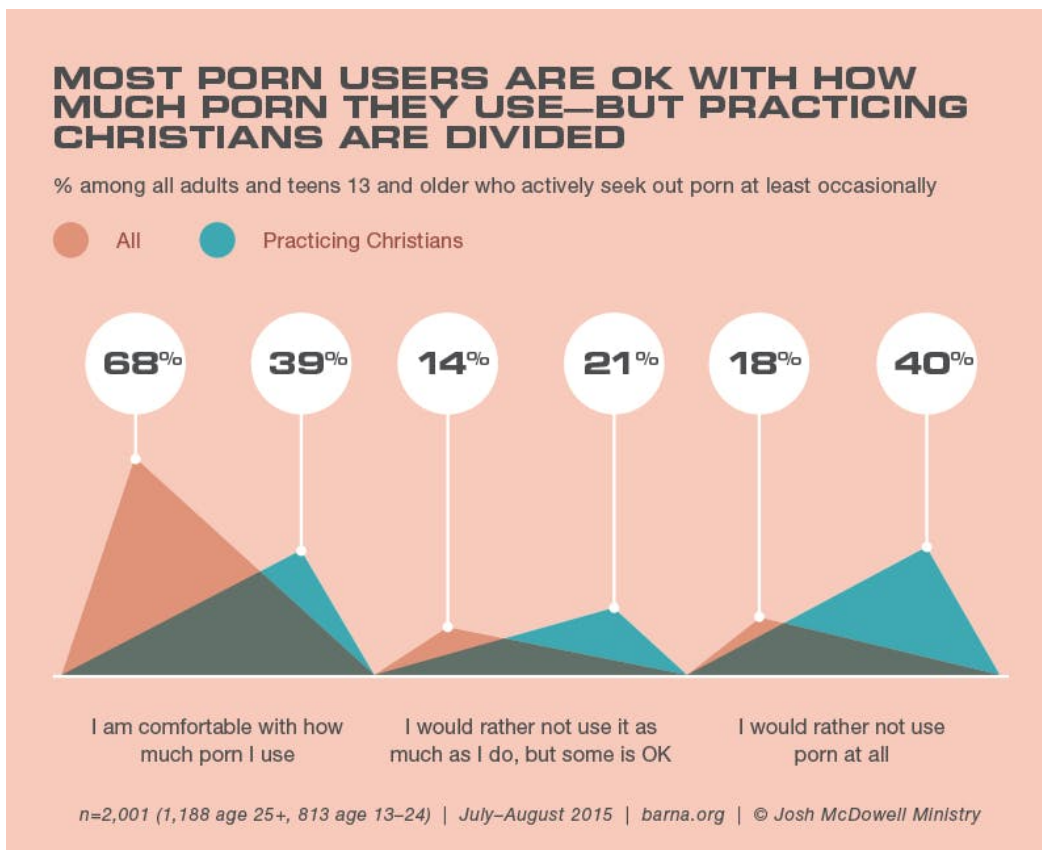 MOST PORN USERS ARE OK WITH HOW
MUCH PORN THEY USE—BUT PRACTICING
CHRISTIANS ARE DIVIDED
% among all adults and teens 13 and older who actively seek out porn at least occasionally
All Practicing Christians
68% 39% 14% 21% 18% 40%
I am comfortable with how
much porn I use
I would rather not use it as
much as I do, but some is OK
I would rather not use
porn at all
n=2,001 (1,188 age 25+, 813 age 13–24) | July–August 2015 | barna.org | © Josh McDowell Ministry